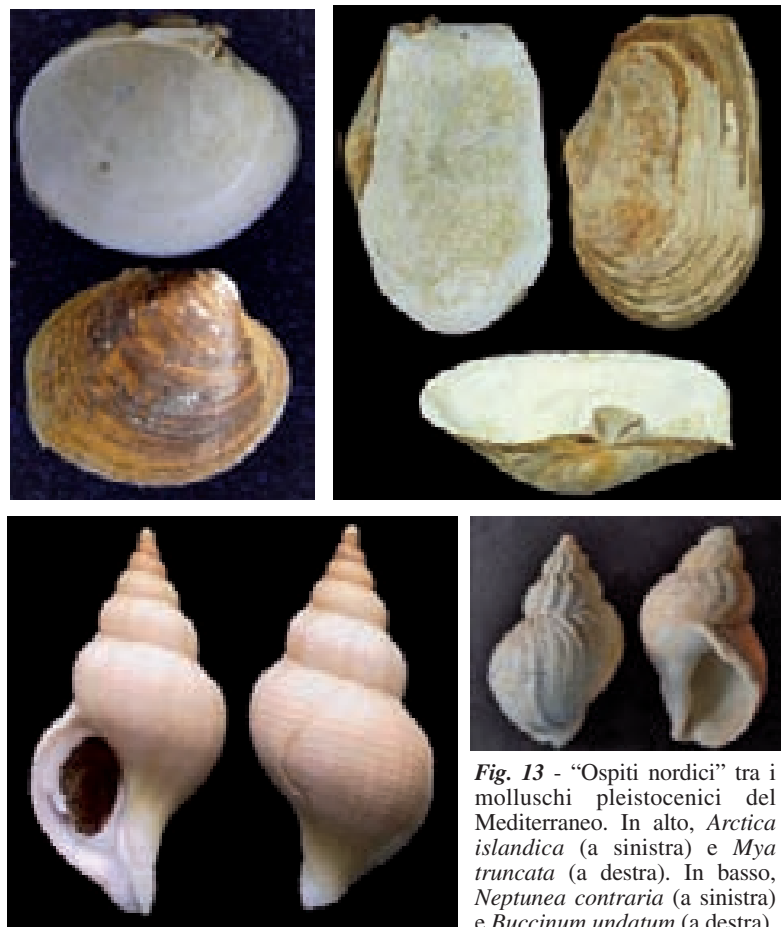 Fig. 13 - “Ospiti nordici” tra i
molluschi pleistocenici del
Mediterraneo. In alto, Arctica
islandica (a sinistra) e Mya
truncata (a destra). In basso,
Neptunea contraria (a sinistra)
e Buccinum undatum (a destra).